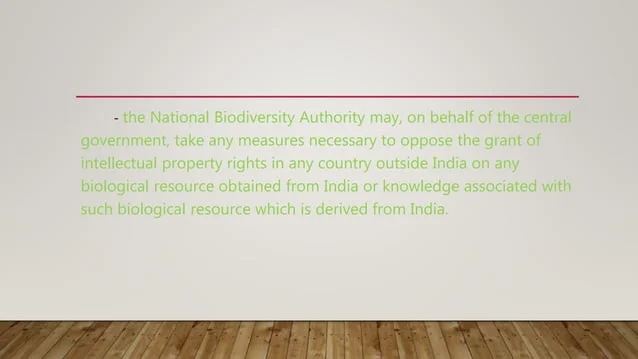 - the National Biodiversity Authority may, on behalf of the central
government, take any measures necessary to oppose the grant of
intellectual property rights in any country outside India on any
biological resource obtained from India or knowledge associated with
such biological resource which is derived from India.